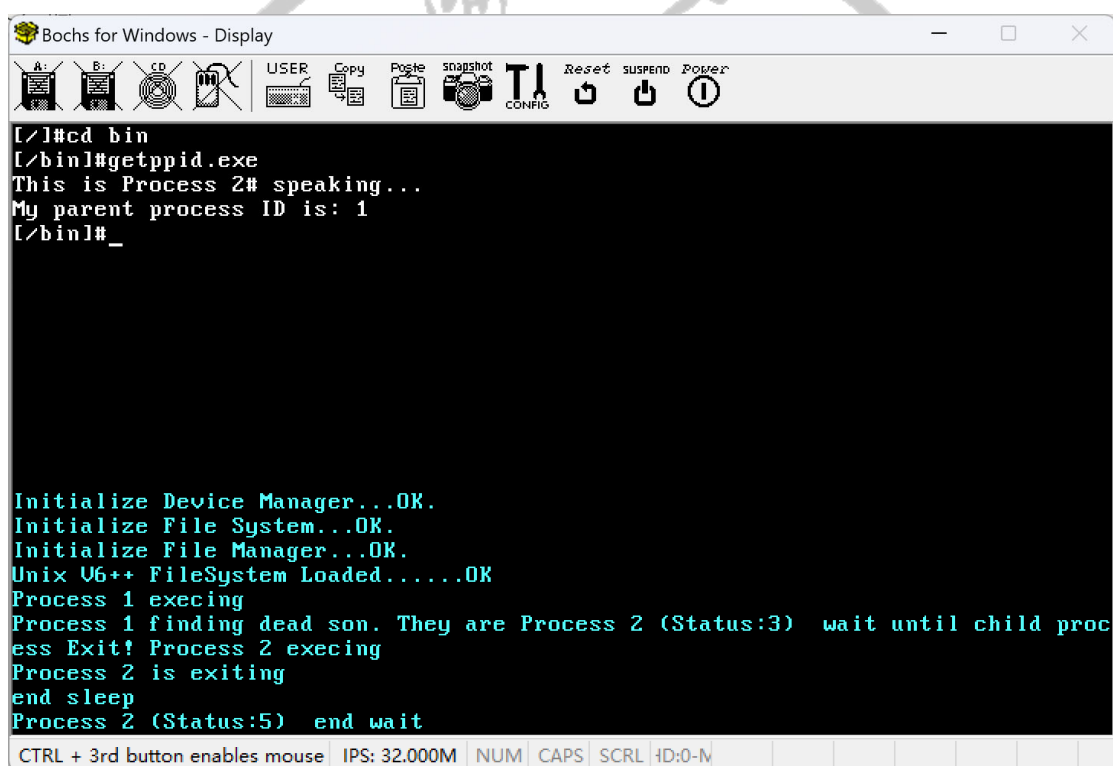 Bochs for Windows - Display
A: B: CD USER Copy Paste snapshot CONFIG Reset SUSPEND Power
[/]#cd bin
[/bin]#getppid.exe
This is Process 2# speaking...
My parent process ID is: 1
[/bin]#_
Initialize Device Manager...OK.
Initialize File System...OK.
Initialize File Manager...OK.
Unix V6++ FileSystem Loaded......OK
Process 1 execing
Process 1 finding dead son. They are Process 2 (Status:3)  wait until child proc
ess Exit! Process 2 execing
Process 2 is exiting
end sleep
Process 2 (Status:5)  end wait
CTRL + 3rd button enables mouse IPS: 32.000M NUM CAPS SCRL